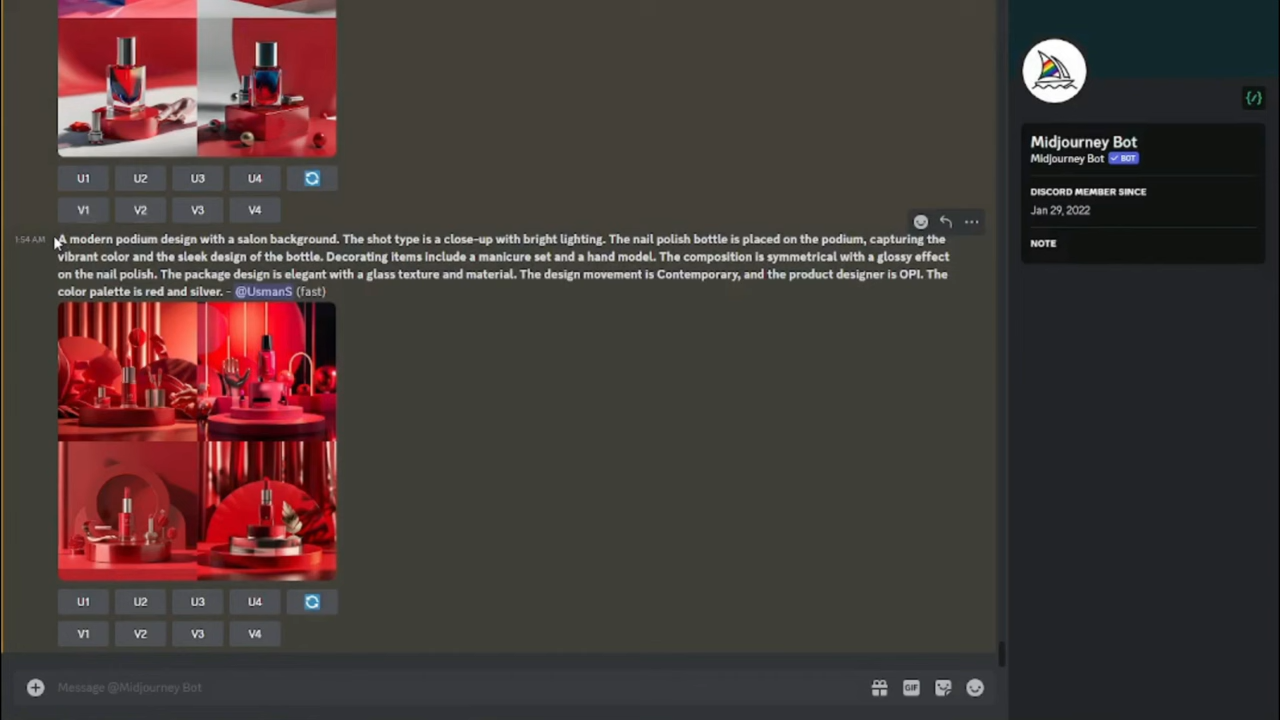 U1 U2 U3 U4
V1 V2 V3 V4
1:54 AM
A modern podium design with a salon background. The shot type is a close-up with bright lighting. The nail polish bottle is placed on the podium, capturing the
vibrant color and the sleek design of the bottle. Decorating items include a manicure set and a hand model. The composition is symmetrical with a glossy effect
on the nail polish. The package design is elegant with a glass texture and material. The design movement is Contemporary, and the product designer is OPI. The
color palette is red and silver. - @UsmanS (fast)
U1 U2 U3 U4
V1 V2 V3 V4
Message @Midjourney Bot
GIF
Midjourney Bot
Midjourney Bot BOT
DISCORD MEMBER SINCE
Jan 29, 2022
NOTE